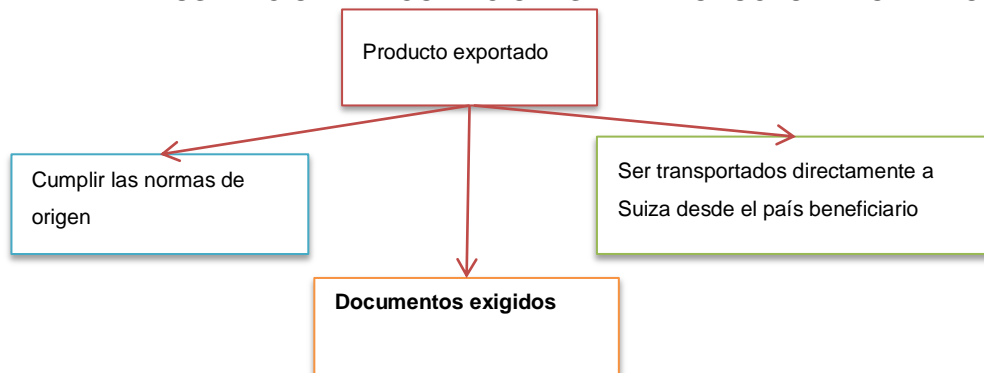 Producto exportado
Cumplir las normas de
origen
Ser transportados directamente a
Suiza desde el país beneficiario
Documentos exigidos